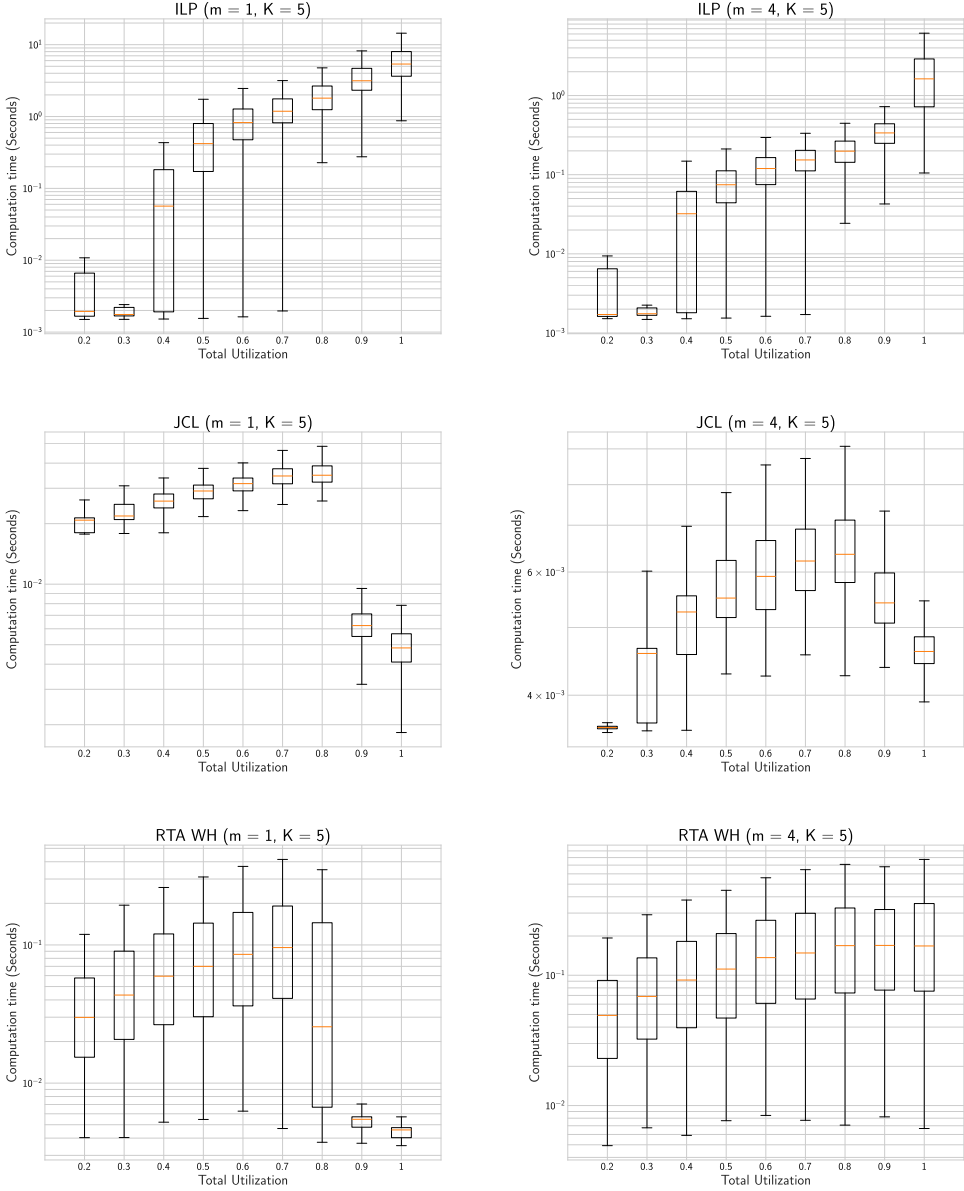 ILP (m = 1, K = 5)
Computation time (Seconds)
10¹
10⁰
10⁻¹
10⁻²
10⁻³
0.2 0.3 0.4 0.5 0.6 0.7 0.8 0.9 1
Total Utilization
ILP (m = 4, K = 5)
Computation time (Seconds)
10⁰
10⁻¹
10⁻²
10⁻³
0.2 0.3 0.4 0.5 0.6 0.7 0.8 0.9 1
Total Utilization
JCL (m = 1, K = 5)
Computation time (Seconds)
10⁻²
0.2 0.3 0.4 0.5 0.6 0.7 0.8 0.9 1
Total Utilization
JCL (m = 4, K = 5)
Computation time (Seconds)
6 × 10⁻³
4 × 10⁻³
0.2 0.3 0.4 0.5 0.6 0.7 0.8 0.9 1
Total Utilization
RTA WH (m = 1, K = 5)
Computation time (Seconds)
10⁻¹
10⁻²
0.2 0.3 0.4 0.5 0.6 0.7 0.8 0.9 1
Total Utilization
RTA WH (m = 4, K = 5)
Computation time (Seconds)
10⁻¹
10⁻²
0.2 0.3 0.4 0.5 0.6 0.7 0.8 0.9 1
Total Utilization